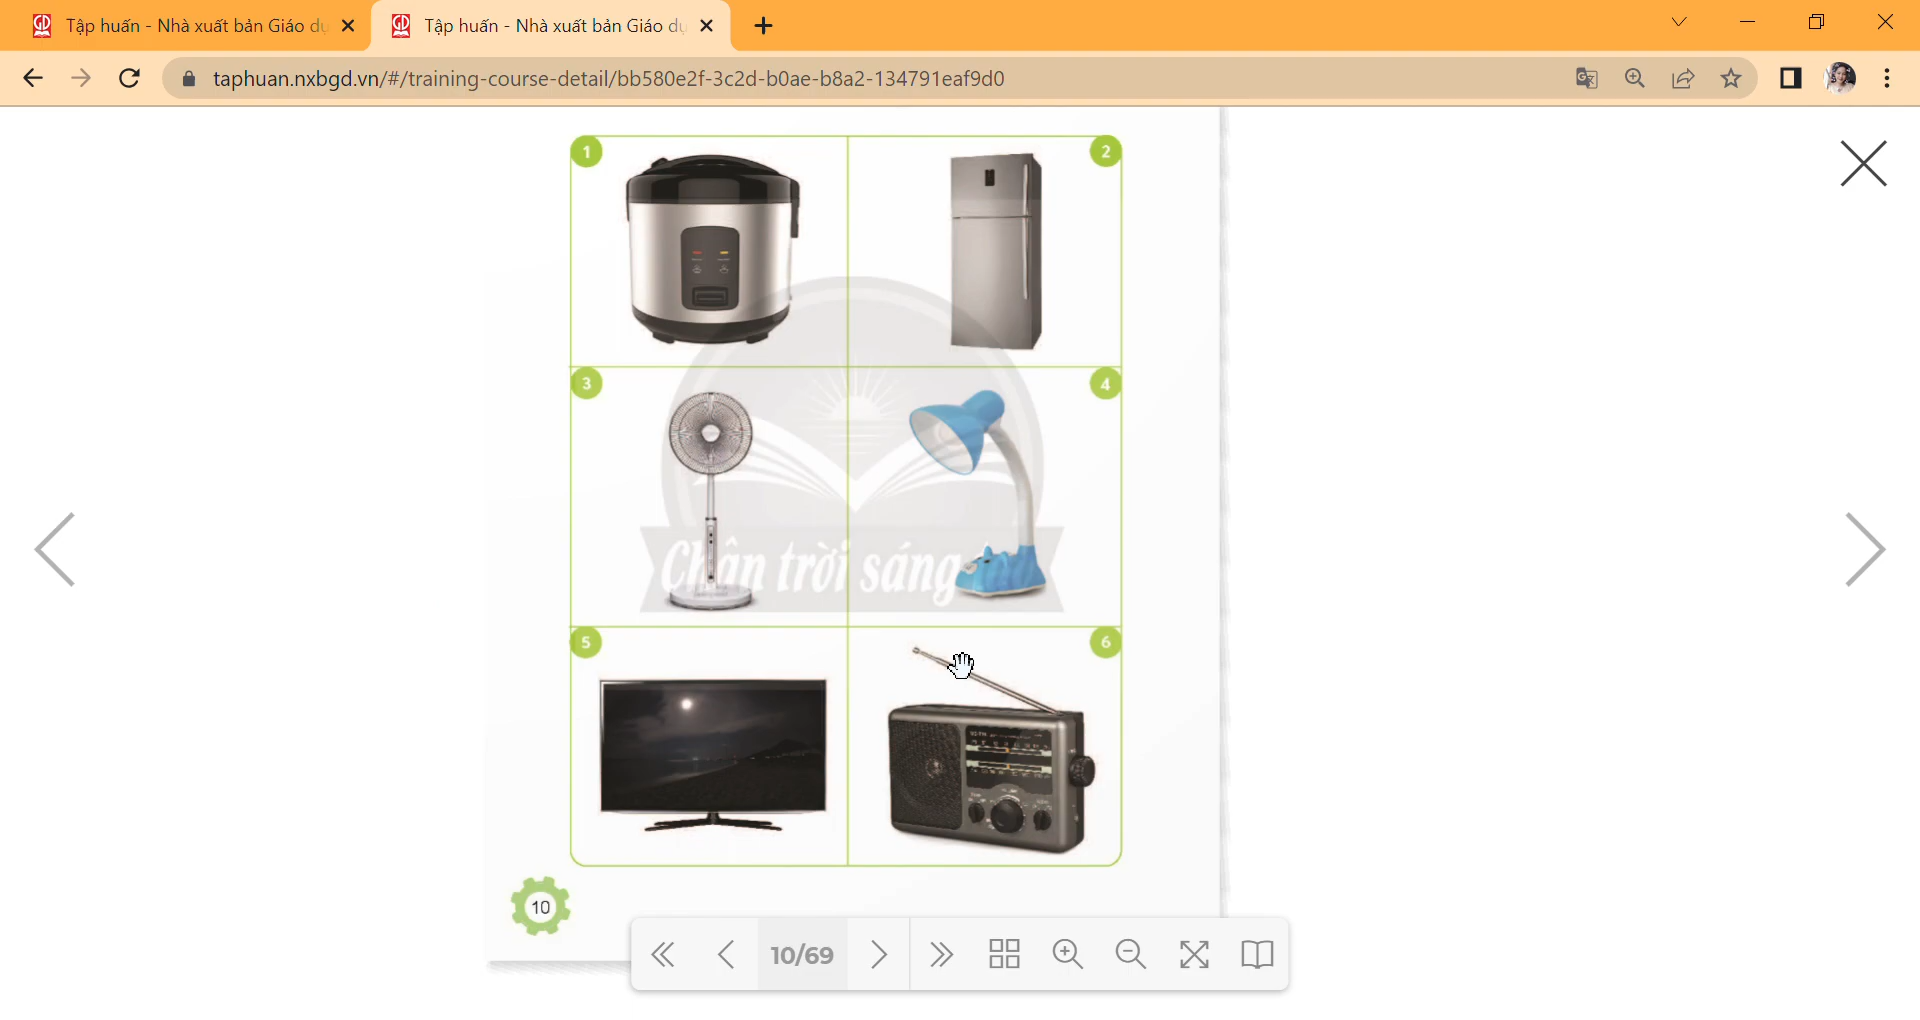 Tập huấn - Nhà xuất bản Giáo dụ
Tập huấn - Nhà xuất bản Giáo dụ
taphuan.nxbgd.vn/#/training-course-detail/bb580e2f-3c2d-b0ae-b8a2-134791eaf9d0
1
2
3
4
Chân trời sáng
5
6
10
10/69